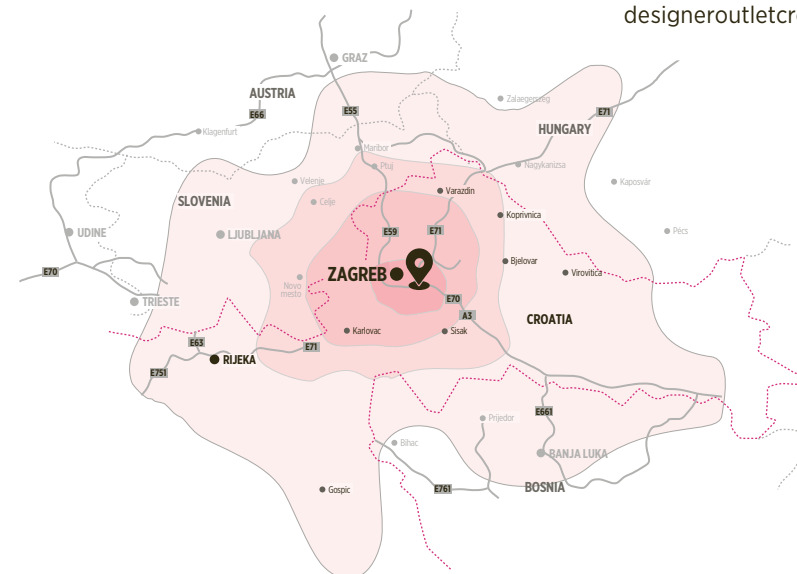 designeroutletcr
GRAZ
AUSTRIA
E66
E55
Zalaegerszeg
E71
Klagenfurt
HUNGARY
Maribor
Ptuj
Nagykanizsa
Velenje
Kaposvár
Varazdin
SLOVENIA
Celje
Koprivnica
UDINE
LJUBLJANA
E59
E71
Pécs
Bjelovar
E70
ZAGREB
Virovitica
Novo
mesto
TRIESTE
E70
A3
CROATIA
Karlovac
Sisak
E63
E71
RIJEKA
E751
E661
Prijedor
Bihac
BANJA LUKA
Gospic
E761
BOSNIA